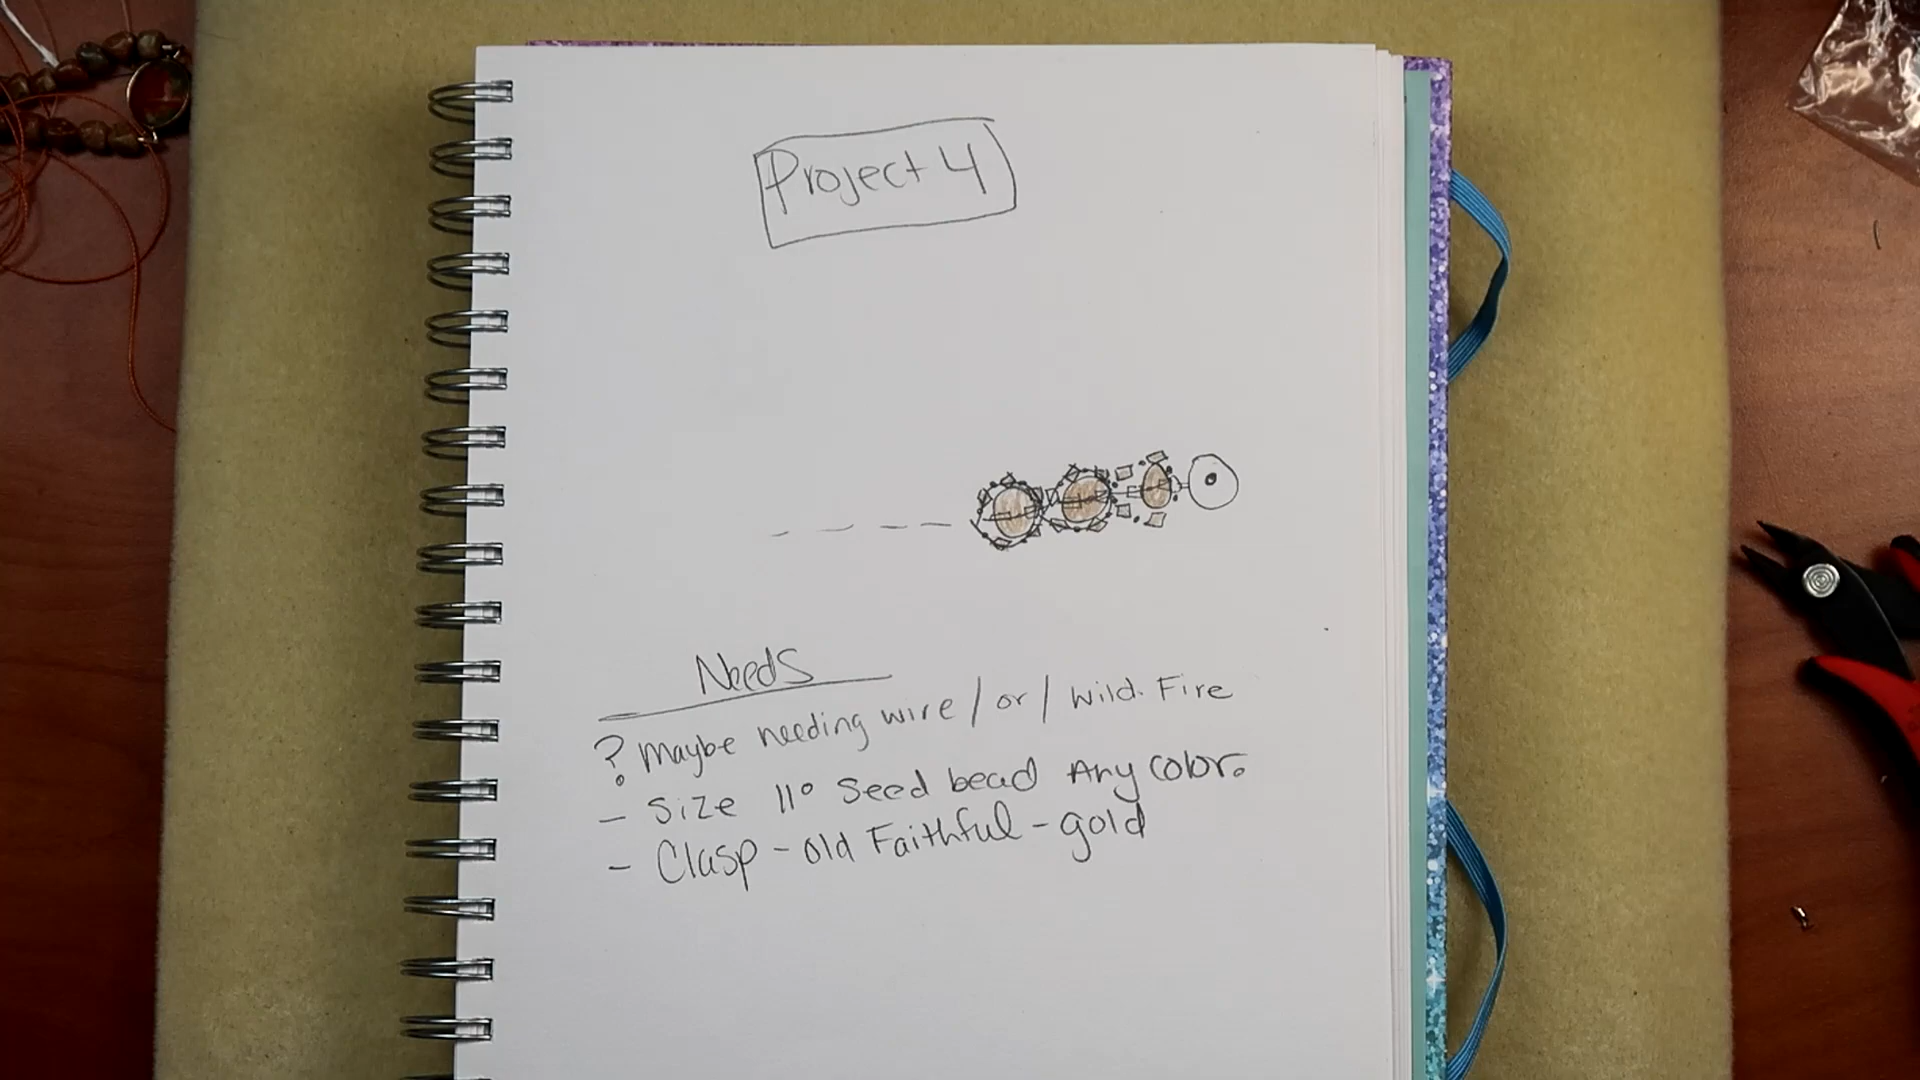 Project 4
Needs
? Maybe needing wire / or / wild. Fire
- Size 11° Seed bead Any color.
- Clasp - old Faithful - gold